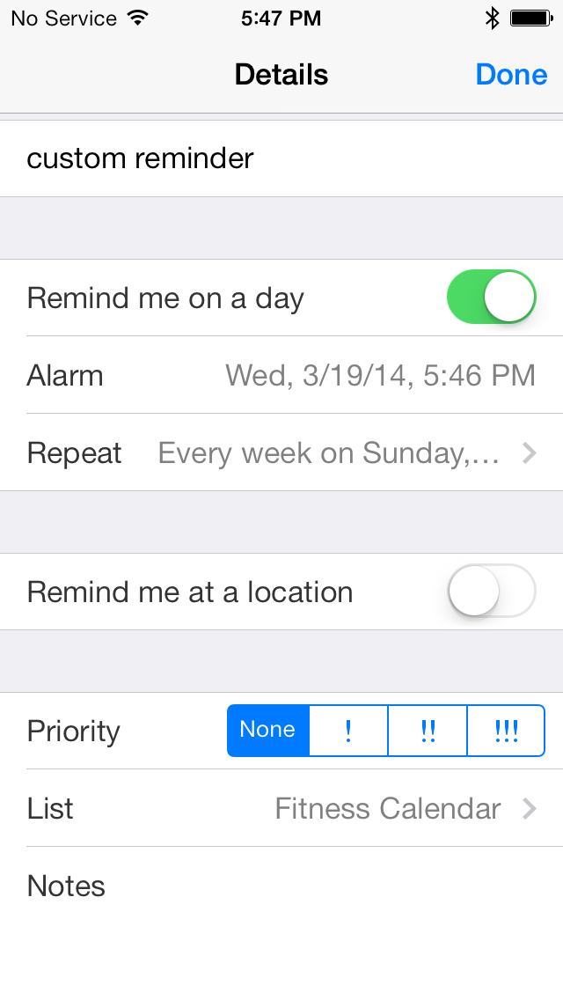 No Service 5:47 PM
Details Done
custom reminder
Remind me on a day
Alarm Wed, 3/19/14, 5:46 PM
Repeat Every week on Sunday,...
Remind me at a location
Priority None ! !! !!!
List Fitness Calendar
Notes